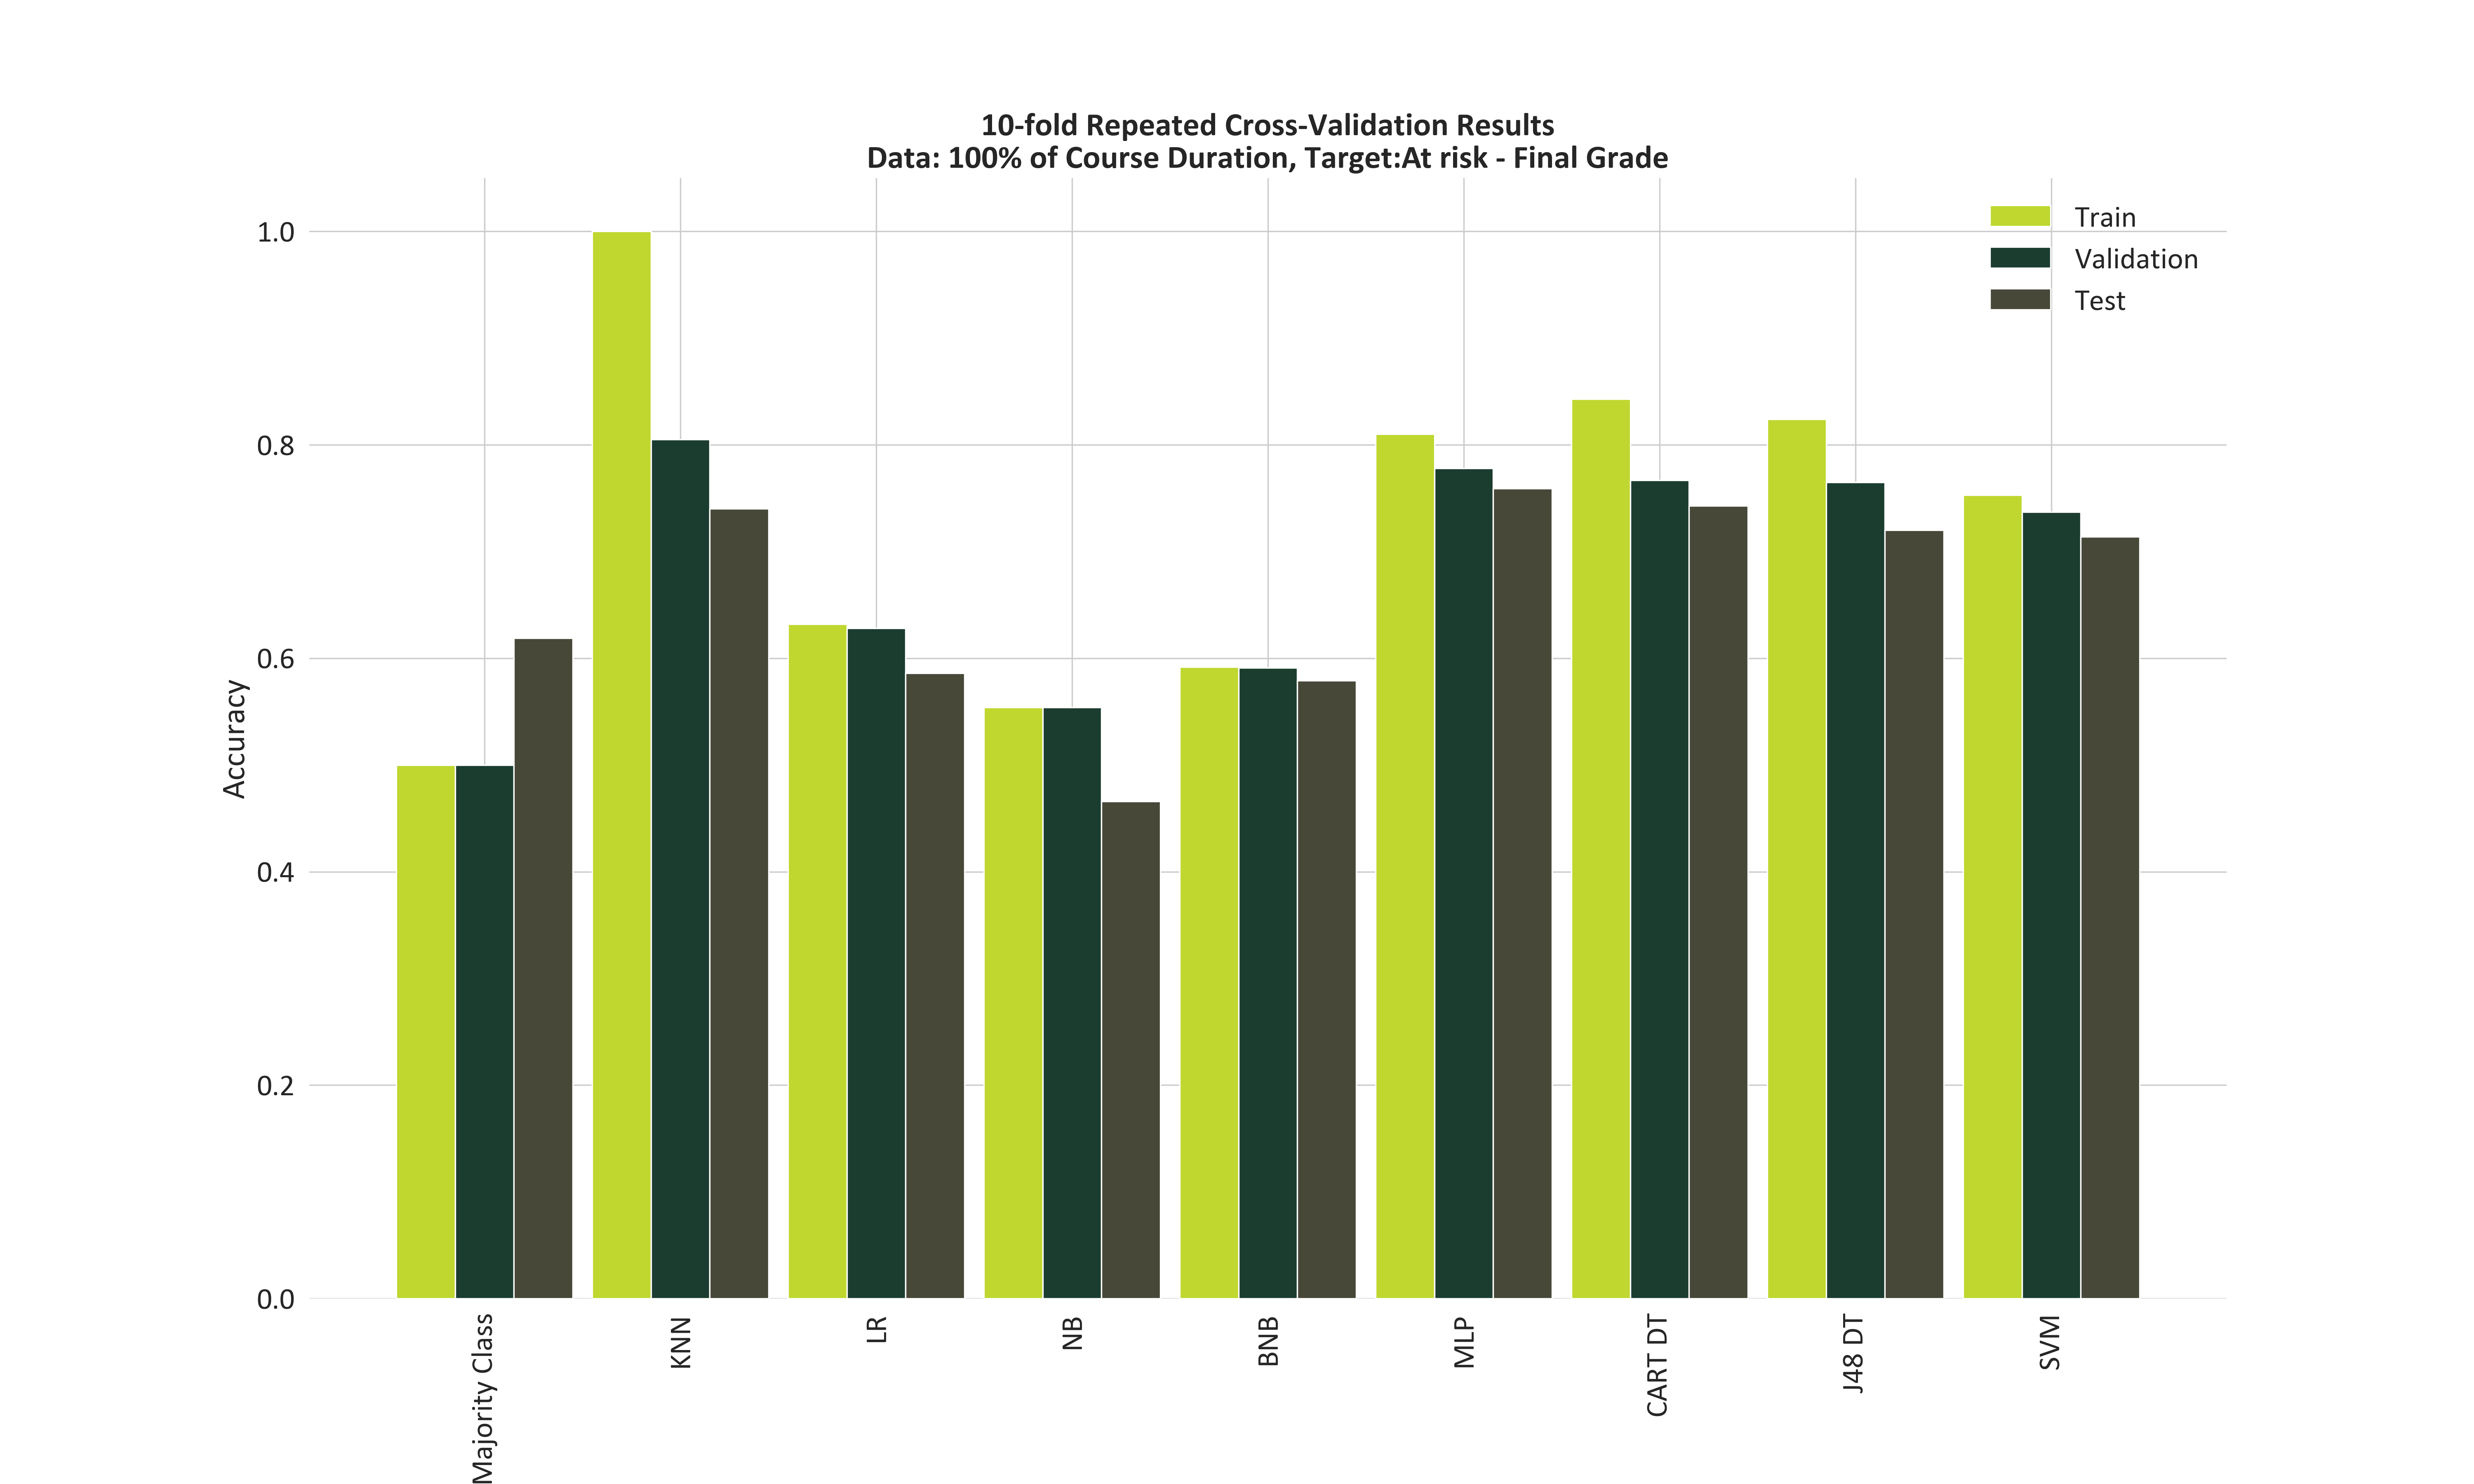 10-fold Repeated Cross-Validation Results
Data: 100% of Course Duration, Target:At risk - Final Grade
Train
Validation
Test
1.0
0.8
0.6
0.4
0.2
0.0
Accuracy
Majority Class
KNN
LR
NB
BNB
MLP
CART DT
J48 DT
SVM